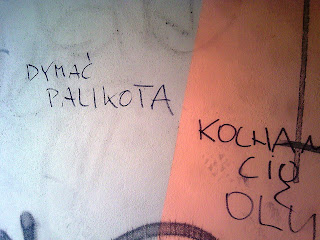 DYMAĆ
PALIKOTA
KOCHAM
CIĘ
OLU